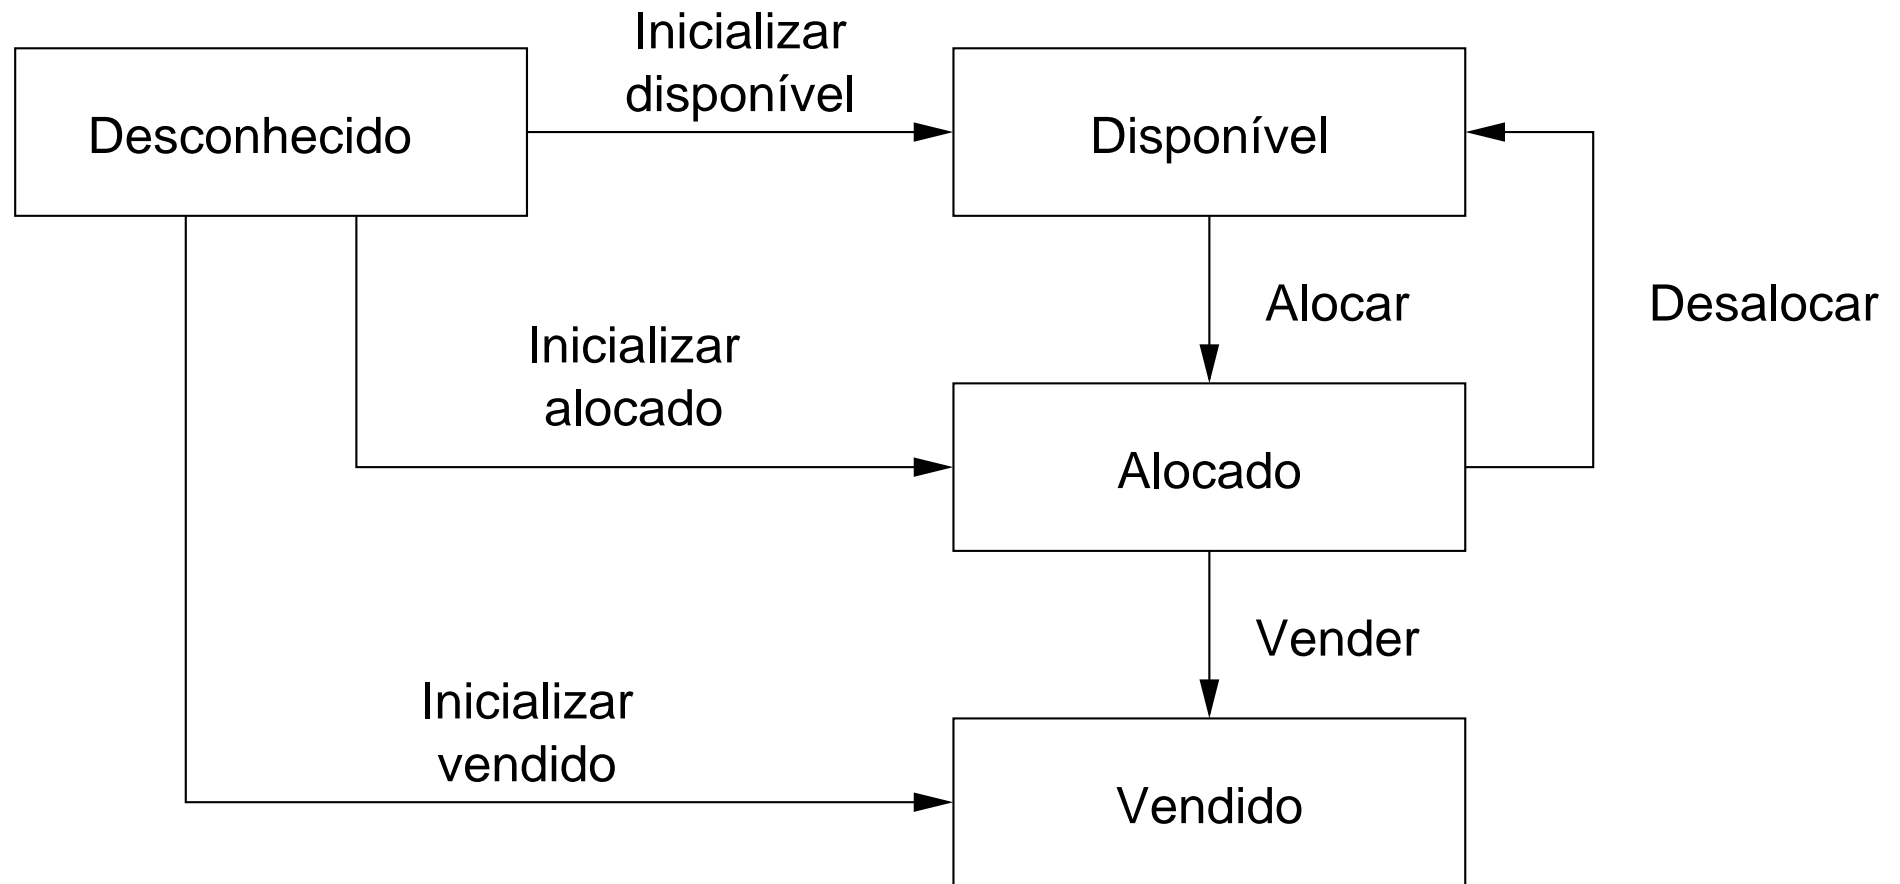 Inicializar
disponível
Desconhecido
Disponível
Alocar
Desalocar
Inicializar
alocado
Alocado
Vender
Inicializar
vendido
Vendido